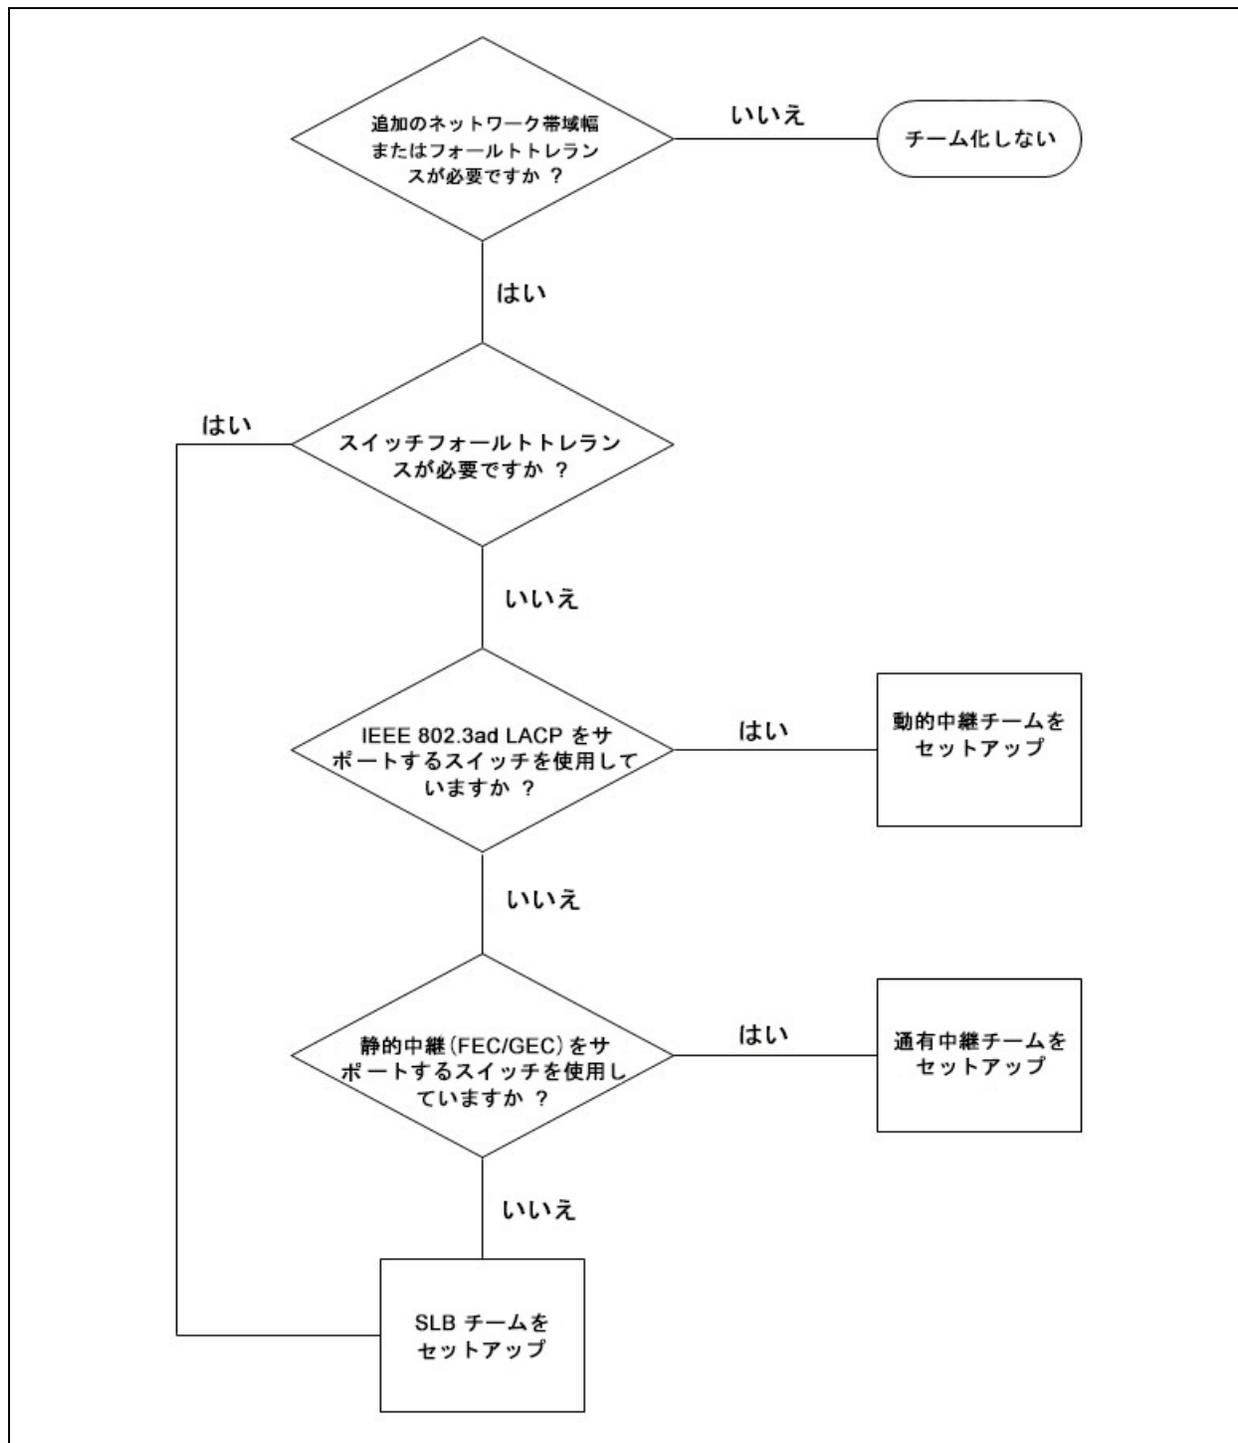 追加のネットワーク帯域幅
またはフォールトトレラン
スが必要ですか ？
いいえ
チーム化しない
はい
はい
スイッチフォールトトレラン
スが必要ですか ？
いいえ
IEEE 802.3ad LACP をサ
ポートするスイッチを使用して
いますか ？
はい
動的中継チームを
セットアップ
いいえ
静的中継(FEC/GEC)をサ
ポートするスイッチを使用し
ていますか ？
はい
通有中継チームを
セットアップ
いいえ
SLB チームを
セットアップ